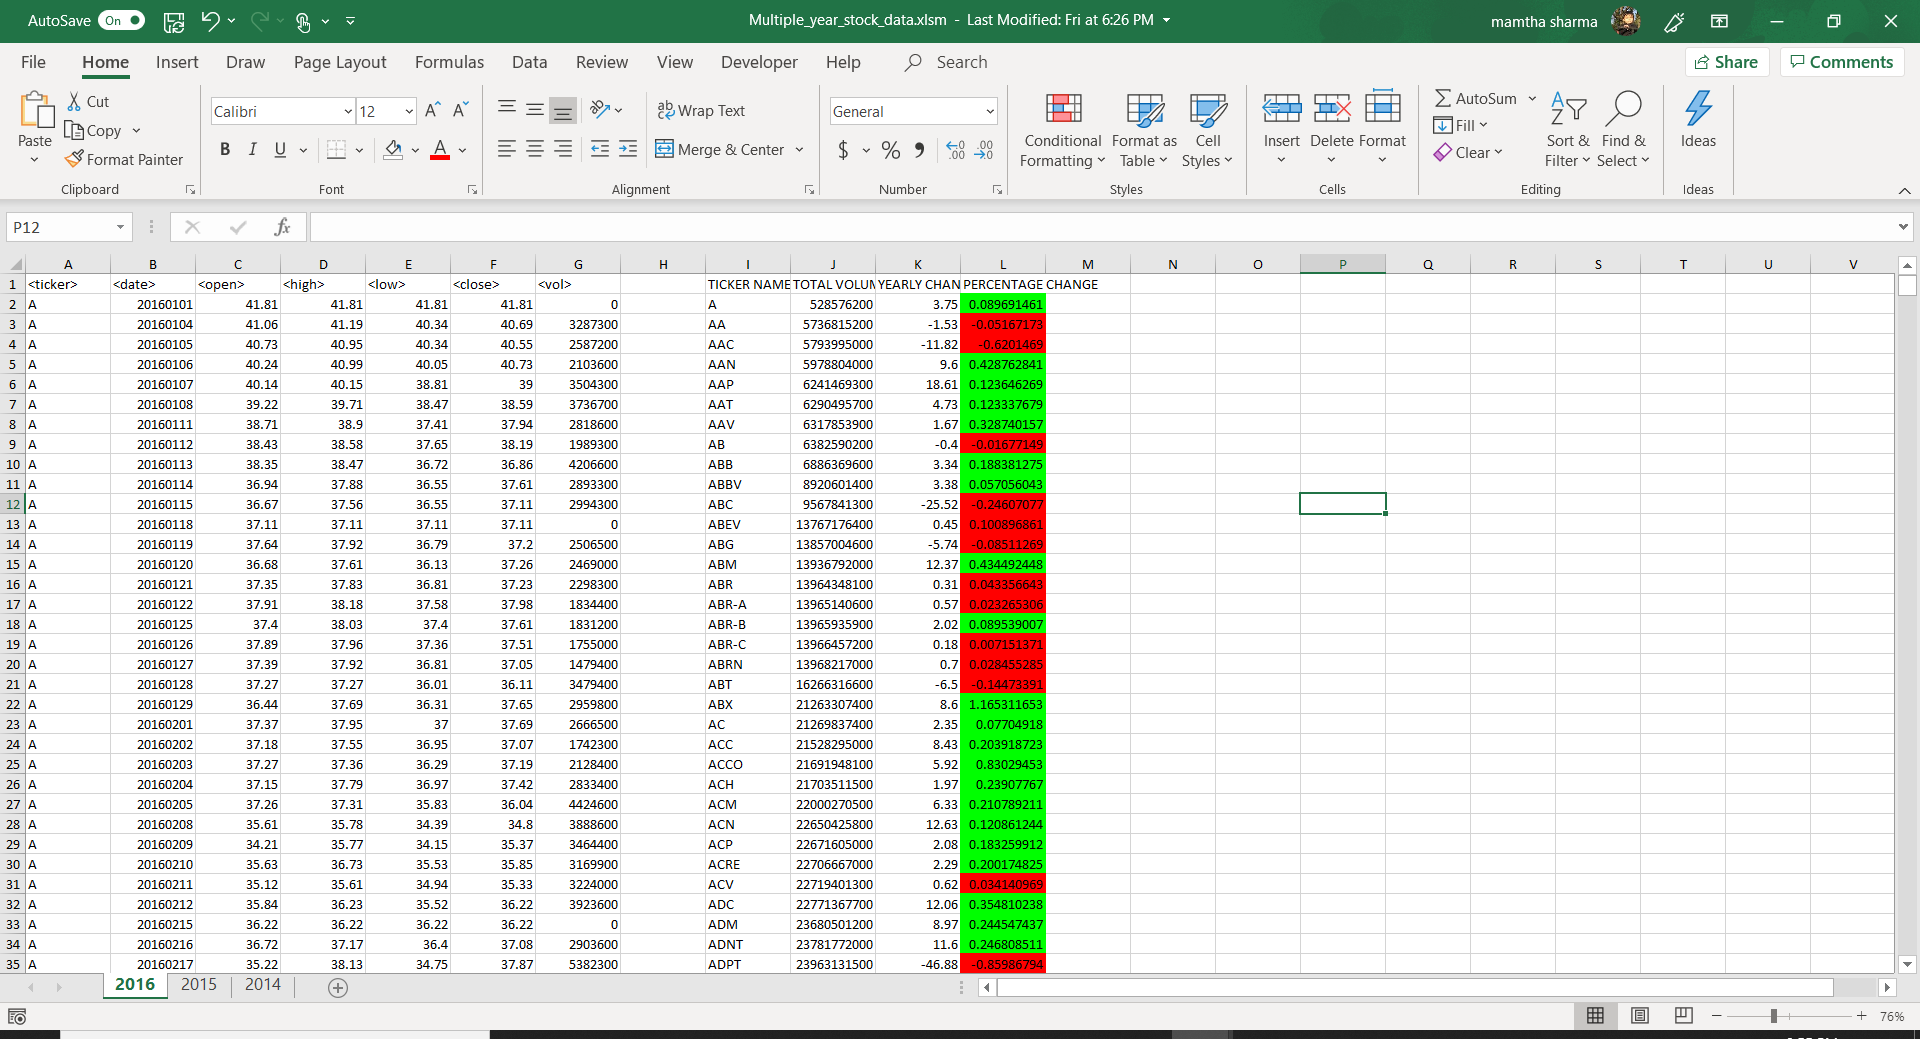 AutoSave On Multiple_year_stock_data.xlsm - Last Modified: Fri at 6:26 PM mamtha sharma
File Home Insert Draw Page Layout Formulas Data Review View Developer Help Search Share Comments
Paste Cut Copy Format Painter
Calibri 12 A A B I U A
ab Wrap Text Merge & Center
General $ % 9 .00 .00
Conditional Formatting Format as Table Cell Styles
Insert Delete Format
AutoSum Fill Clear Sort & Filter Find & Select
Ideas
Clipboard Font Alignment Number Styles Cells Editing Ideas
P12 fx
A B C D E F G H I J K L M N O P Q R S T U V
1 <ticker> <date> <open> <high> <low> <close> <vol> TICKER NAME TOTAL VOLUM YEARLY CHAN PERCENTAGE CHANGE
2 A 20160101 41.81 41.81 41.81 41.81 0 A 528576200 3.75 0.089691461
3 A 20160104 41.06 41.19 40.34 40.69 3287300 AA 5736815200 -1.53 -0.05167173
4 A 20160105 40.73 40.95 40.34 40.55 2587200 AAC 5793995000 -11.82 -0.6201469
5 A 20160106 40.24 40.99 40.05 40.73 2103600 AAN 5978804000 9.6 0.428762841
6 A 20160107 40.14 40.15 38.81 39 3504300 AAP 6241469300 18.61 0.123646269
7 A 20160108 39.22 39.71 38.47 38.59 3736700 AAT 6290495700 4.73 0.123337679
8 A 20160111 38.71 38.9 37.41 37.94 2818600 AAV 6317853900 1.67 0.328740157
9 A 20160112 38.43 38.58 37.65 38.19 1989300 AB 6382590200 -0.4 -0.01677149
10 A 20160113 38.35 38.47 36.72 36.86 4206600 ABB 6886369600 3.34 0.188381275
11 A 20160114 36.94 37.88 36.55 37.61 2893300 ABBV 8920601400 3.38 0.057056043
12 A 20160115 36.67 37.56 36.55 37.11 2994300 ABC 9567841300 -25.52 -0.24607077
13 A 20160118 37.11 37.11 37.11 37.11 0 ABEV 13767176400 0.45 0.100896861
14 A 20160119 37.64 37.92 36.79 37.2 2506500 ABG 13857004600 -5.74 -0.08511269
15 A 20160120 36.68 37.61 36.13 37.26 2469000 ABM 13936792000 12.37 0.434492448
16 A 20160121 37.35 37.83 36.81 37.23 2298300 ABR 13964348100 0.31 0.043356643
17 A 20160122 37.91 38.18 37.58 37.98 1834400 ABR-A 13965140600 0.57 0.023265306
18 A 20160125 37.4 38.03 37.4 37.61 1831200 ABR-B 13965935900 2.02 0.089539007
19 A 20160126 37.89 37.96 37.36 37.51 1755000 ABR-C 13966457200 0.18 0.007151371
20 A 20160127 37.39 37.92 36.81 37.05 1479400 ABRN 13968217000 0.7 0.028455285
21 A 20160128 37.27 37.27 36.01 36.11 3479400 ABT 16266316600 -6.5 -0.14473391
22 A 20160129 36.44 37.69 36.31 37.65 2959800 ABX 21263307400 8.6 1.165311653
23 A 20160201 37.37 37.95 37 37.69 2666500 AC 21269837400 2.35 0.07704918
24 A 20160202 37.18 37.55 36.95 37.07 1742300 ACC 21528295000 8.43 0.203918723
25 A 20160203 37.27 37.36 36.29 37.19 2128400 ACCO 21691948100 5.92 0.83029453
26 A 20160204 37.15 37.79 36.97 37.42 2833400 ACH 21703511500 1.97 0.23907767
27 A 20160205 37.26 37.31 35.83 36.04 4424600 ACM 22000270500 6.33 0.210789211
28 A 20160208 35.61 35.78 34.39 34.8 3888600 ACN 22650425800 12.63 0.120861244
29 A 20160209 34.21 35.77 34.15 35.37 3464400 ACP 22671605000 2.08 0.183259912
30 A 20160210 35.63 36.73 35.53 35.85 3169900 ACRE 22706667000 2.29 0.200174825
31 A 20160211 35.12 35.61 34.94 35.33 3224000 ACV 22719401300 0.62 0.034140969
32 A 20160212 35.84 36.23 35.52 36.22 3923600 ADC 22771367700 12.06 0.354810238
33 A 20160215 36.22 36.22 36.22 36.22 0 ADM 23680501200 8.97 0.244547437
34 A 20160216 36.72 37.17 36.4 37.08 2903600 ADNT 23781772000 11.6 0.246808511
35 A 20160217 35.22 38.13 34.75 37.87 5382300 ADPT 23963131500 -46.88 -0.85986794
2016 2015 2014
76%